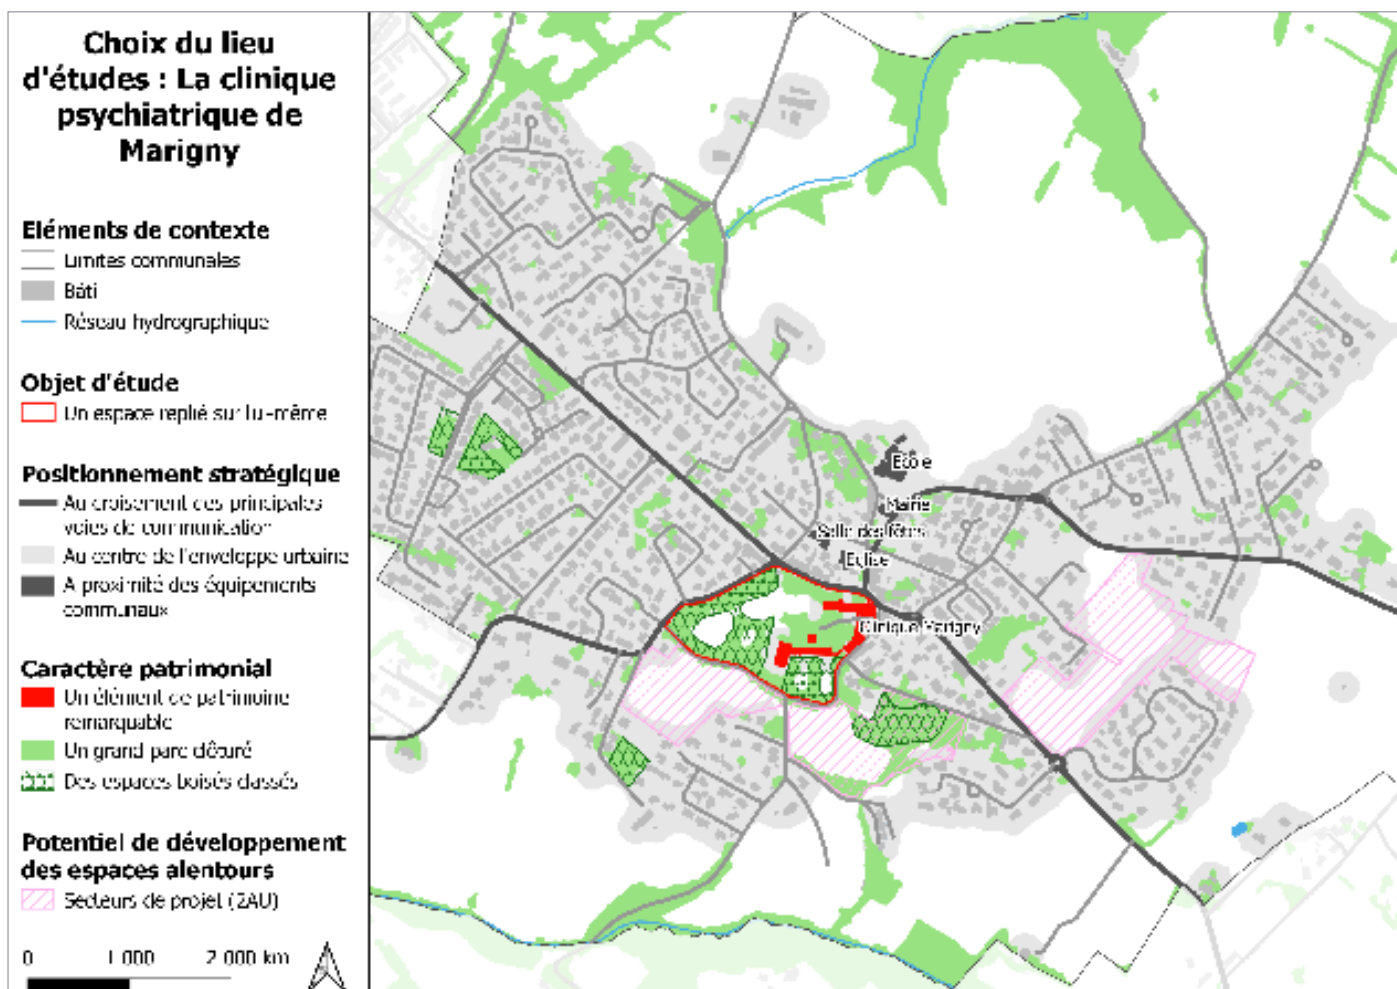 Choix du lieu
d'études : La clinique
psychiatrique de
Marigny
Eléments de contexte
Limites communales
Bâti
Réseau hydrographique
Objet d'étude
Un espace replié sur lui-même
Positionnement stratégique
Au croisement des principales
voies de communication
Au centre de l'enveloppe urbaine
A proximité des équipements
communaux
Caractère patrimonial
Un élément de patrimoine
remarquable
Un grand parc clôturé
Des espaces boisés classés
Potentiel de développement
des espaces alentours
Secteurs de projet (2AU)
0 1 000 2 000 km
Ecole
Mairie
Salle des fêtes
Eglise
Clinique Marigny